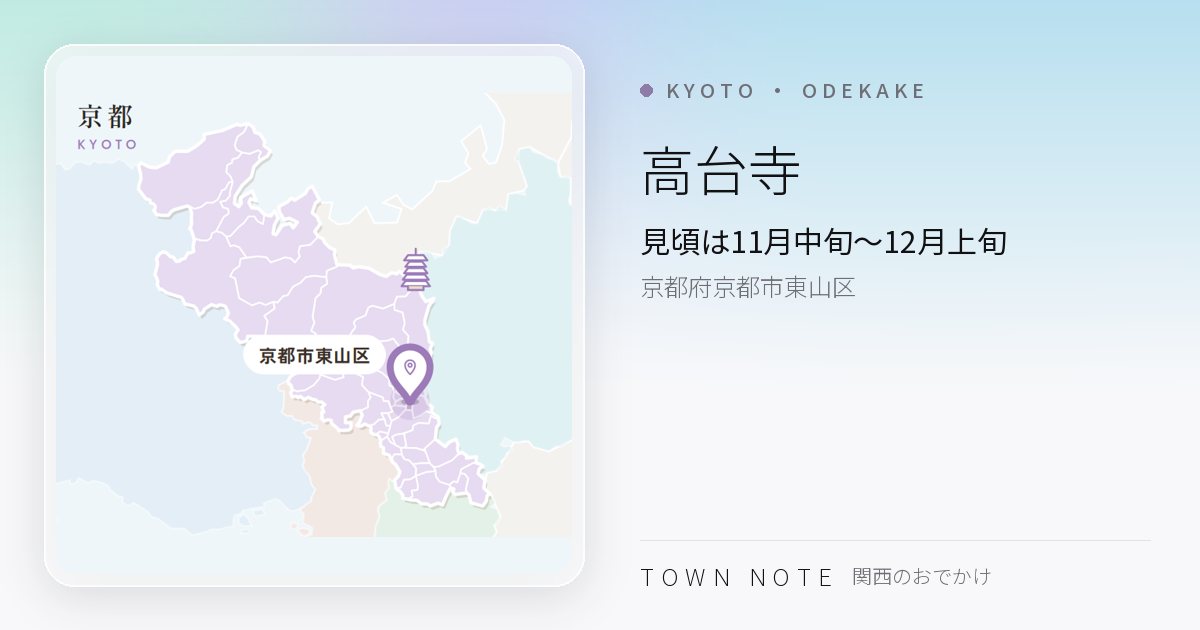 京都
KYOTO
京都市東山区
KYOTO • ODEKAKE
高台寺
見頃は11月中旬〜12月上旬
京都府京都市東山区
TOWN NOTE 関西のおでかけ